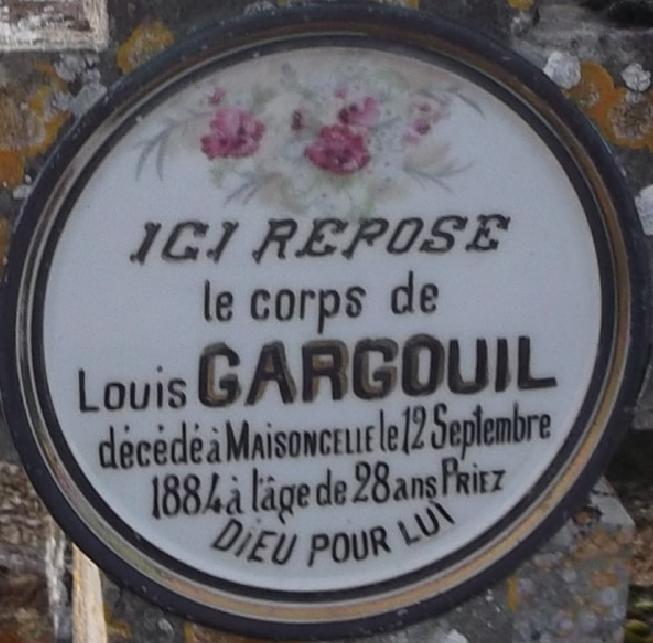 ICI REPOSE
le corps de
Louis GARGOUIL
décédé à MAISONCELLE le 12 Septembre
1884 à l'âge de 28 ans PRIEZ
DIEU POUR LUI